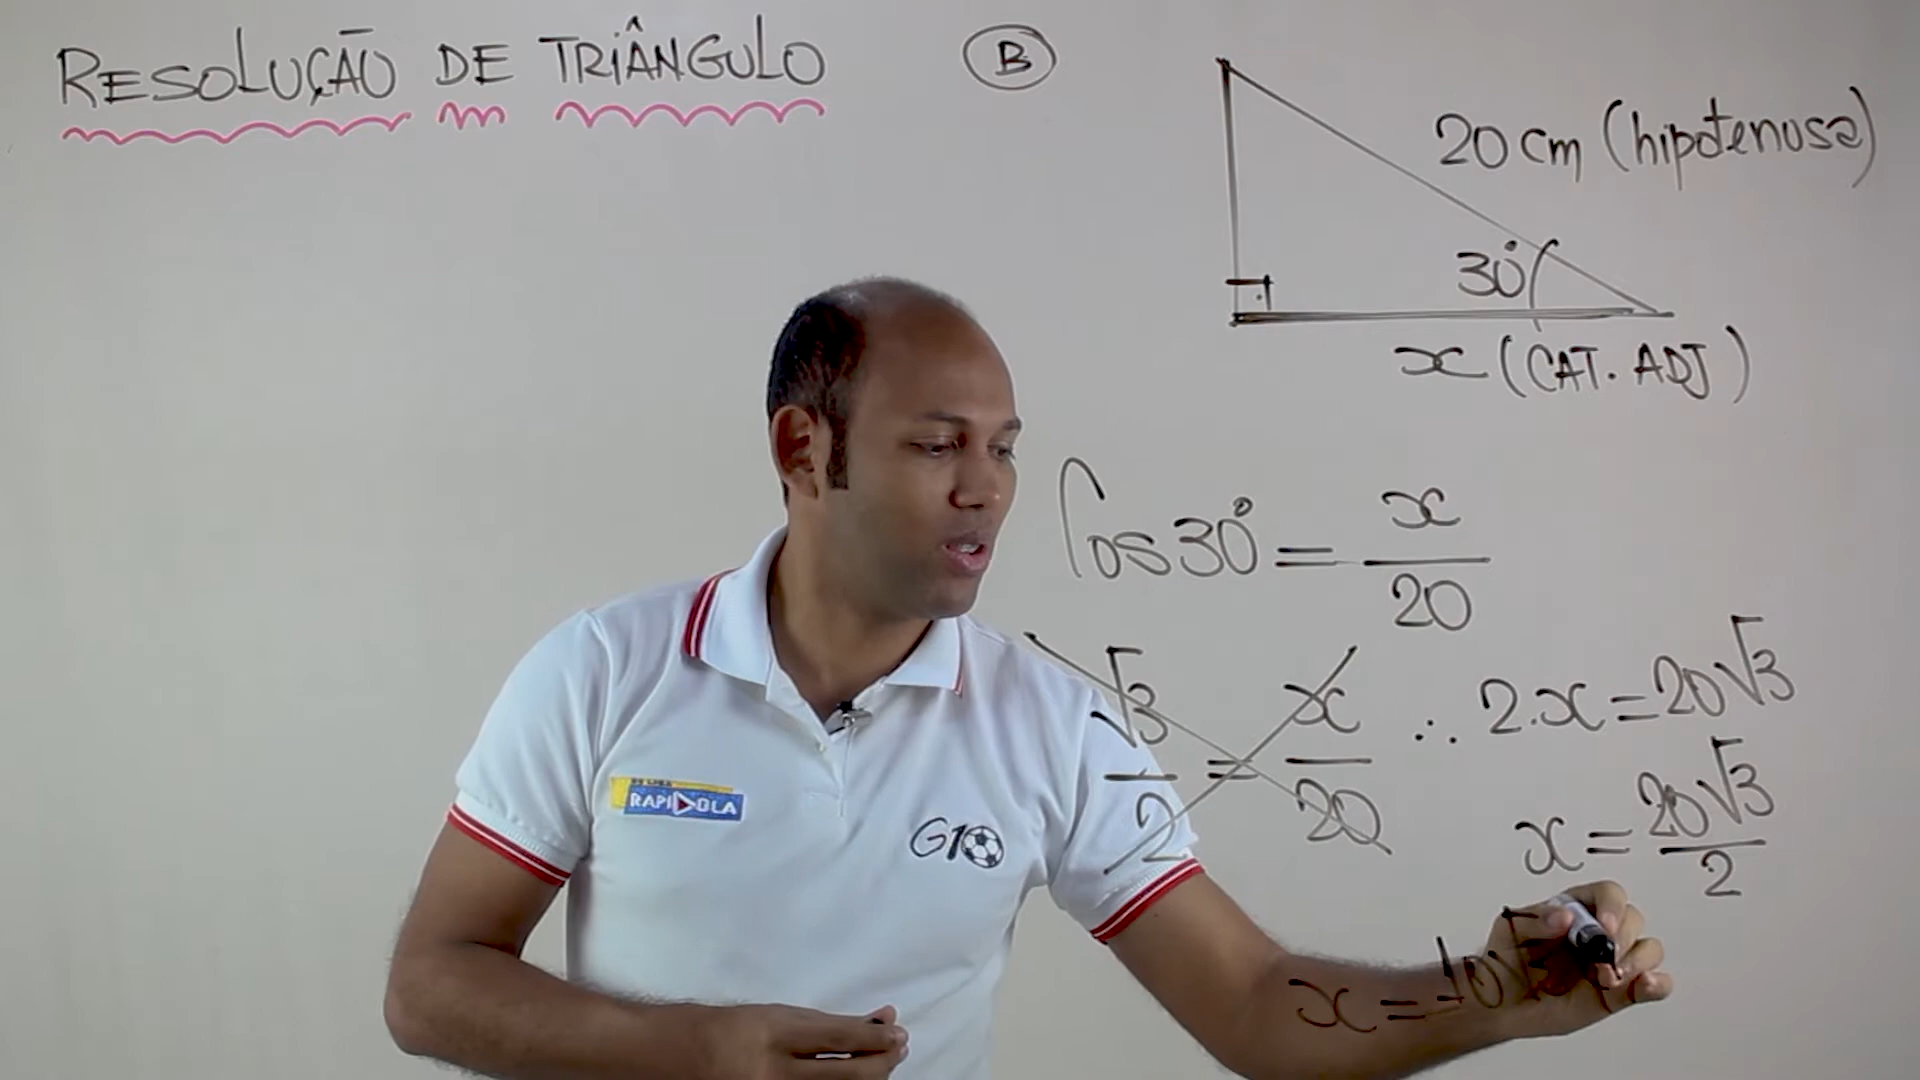 RESOLUÇÃO DE TRIÂNGULO
B
20 cm (hipotenusa)
30°
x (CAT. ADJ)
Cos 30° = x/20
√3/2 = x/20 ∴ 2.x = 20√3
x = 20√3/2
x = 10√3
RAPIDOLA
G10